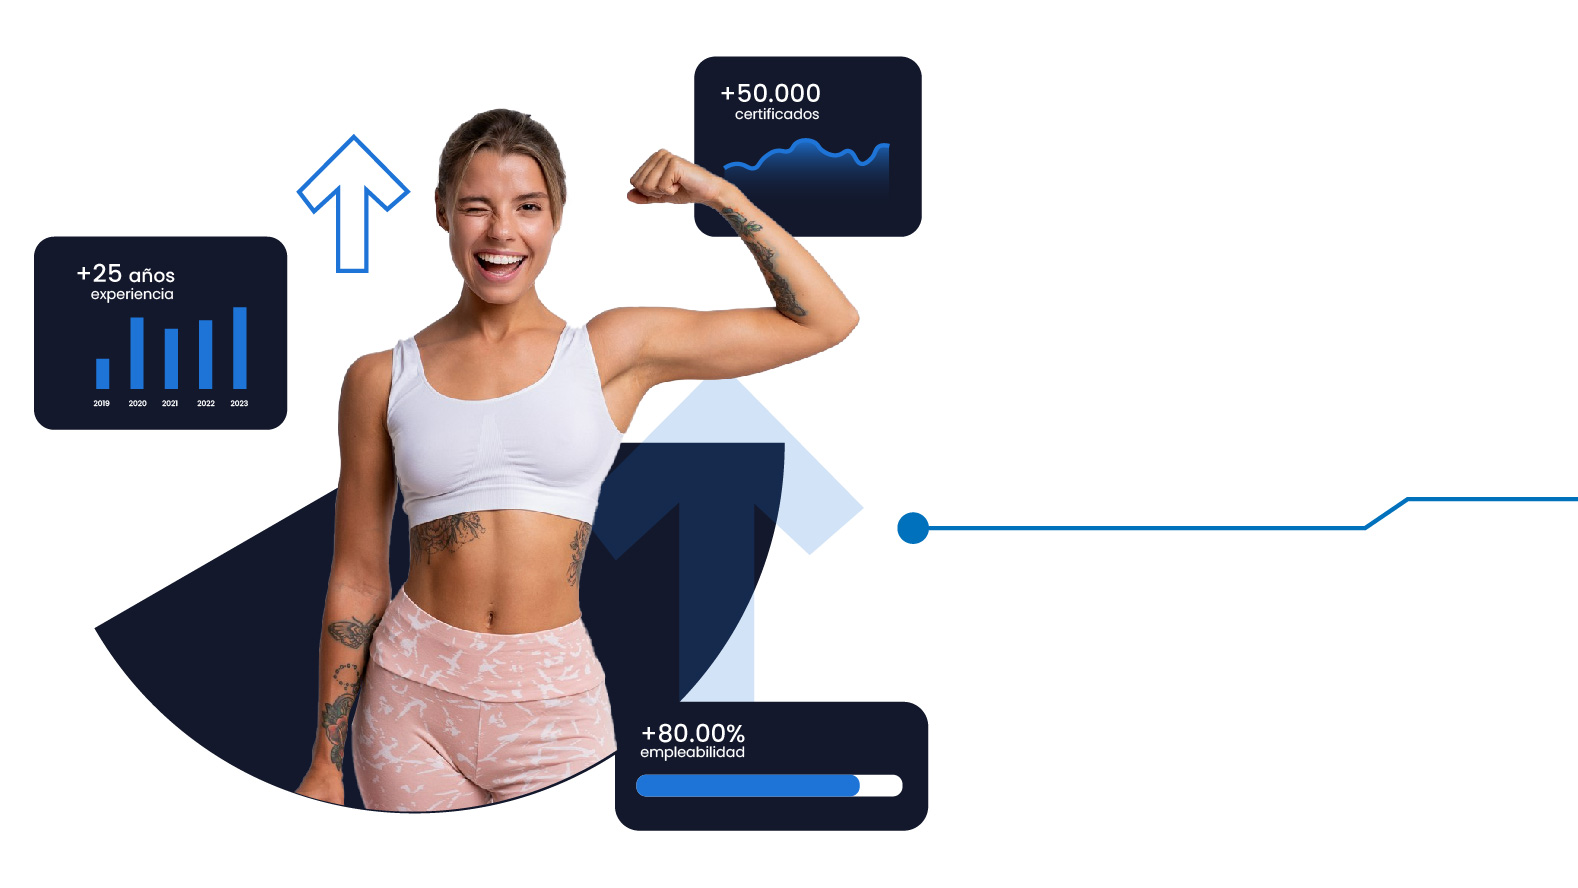 +50.000
certificados
+25 años
experiencia
2019 2020 2021 2022 2023
+80.00%
empleabilidad